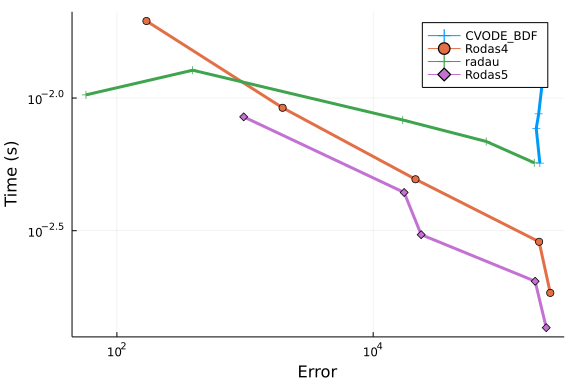 CVODE_BDF
Rodas4
radau
Rodas5
10^-2.0
10^-2.5
Time (s)
10^2
10^4
Error